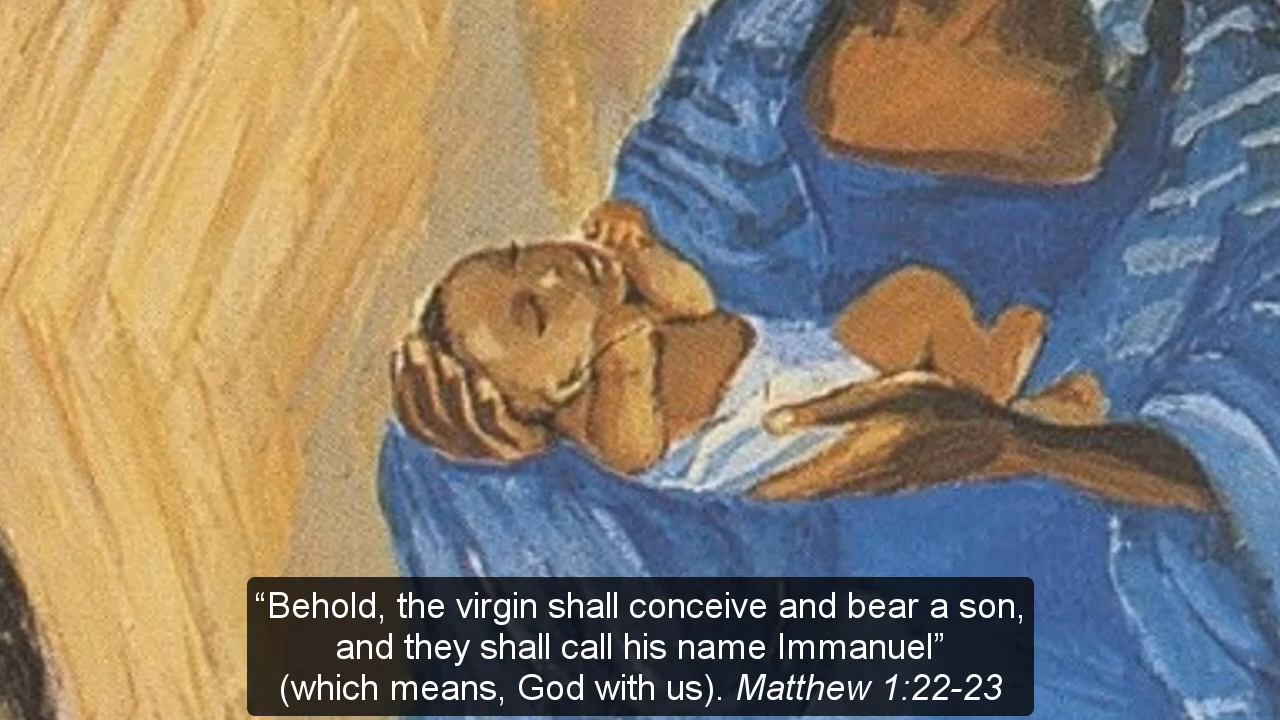 “Behold, the virgin shall conceive and bear a son,
and they shall call his name Immanuel”
(which means, God with us). Matthew 1:22-23